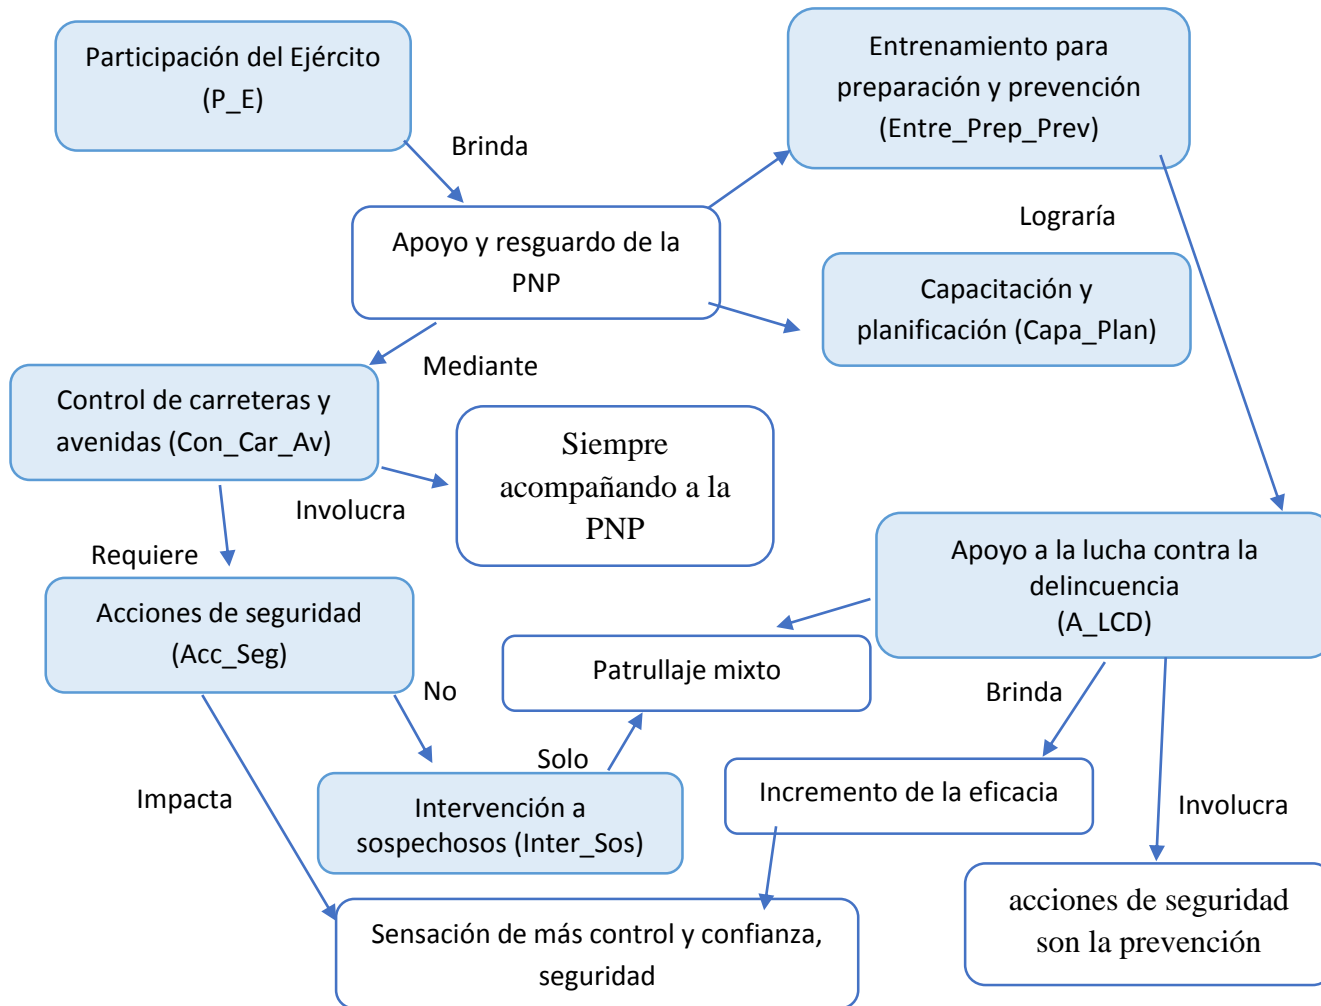 Participación del Ejército
(P_E)
Entrenamiento para
preparación y prevención
(Entre_Prep_Prev)
Brinda
Lograría
Apoyo y resguardo de la
PNP
Capacitación y
planificación (Capa_Plan)
Mediante
Control de carreteras y
avenidas (Con_Car_Av)
Siempre
acompañando a la
PNP
Involucra
Requiere
Apoyo a la lucha contra la
delincuencia
(A_LCD)
Acciones de seguridad
(Acc_Seg)
Patrullaje mixto
No
Brinda
Solo
Impacta
Intervención a
sospechosos (Inter_Sos)
Incremento de la eficacia
Involucra
acciones de seguridad
son la prevención
Sensación de más control y confianza,
seguridad